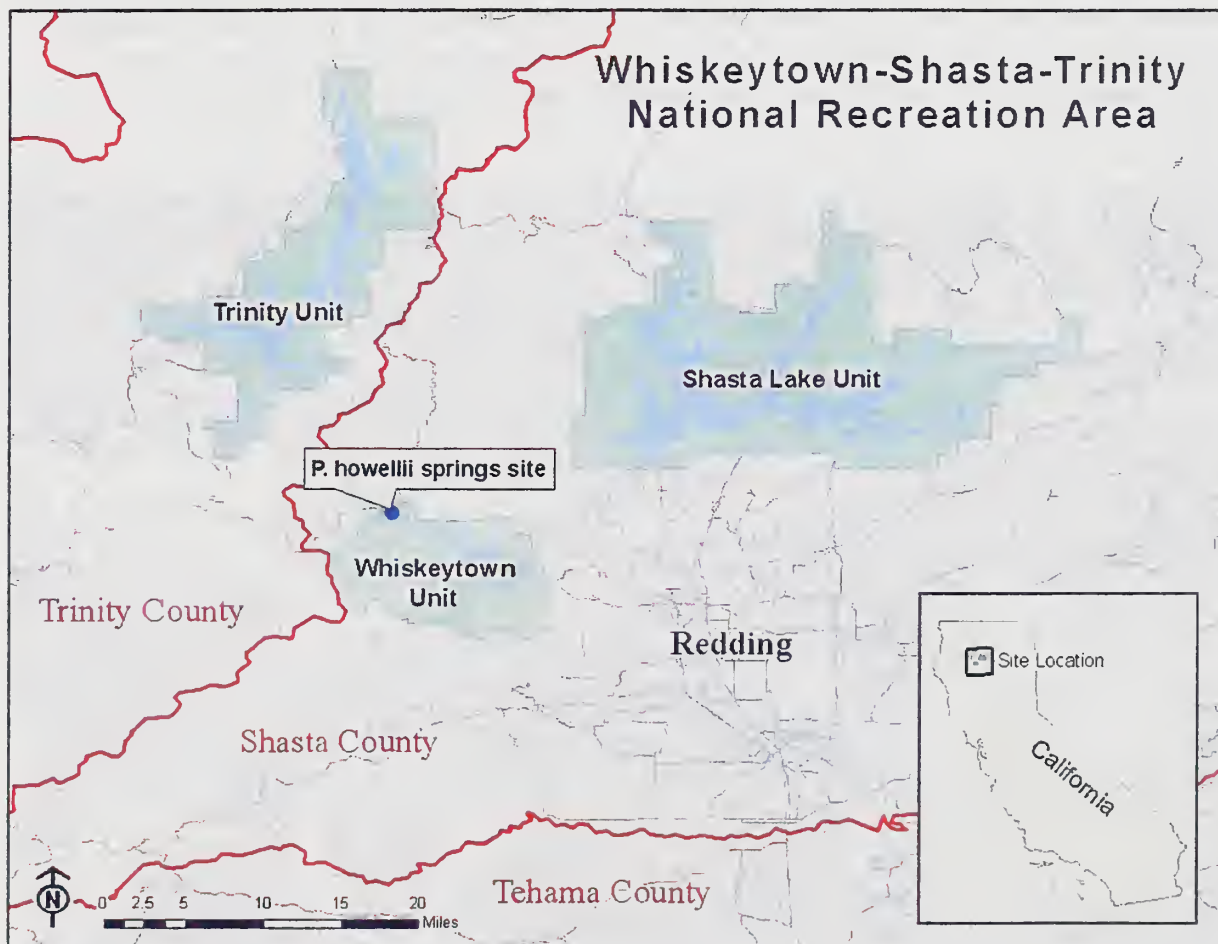 Whiskeytown-Shasta-Trinity
National Recreation Area
Trinity Unit
Shasta Lake Unit
P. howellii springs site
Whiskeytown
Unit
Trinity County
Redding
Site Location
Shasta County
California
Tehama County
N
0 2.5 5 10 15 20
Miles